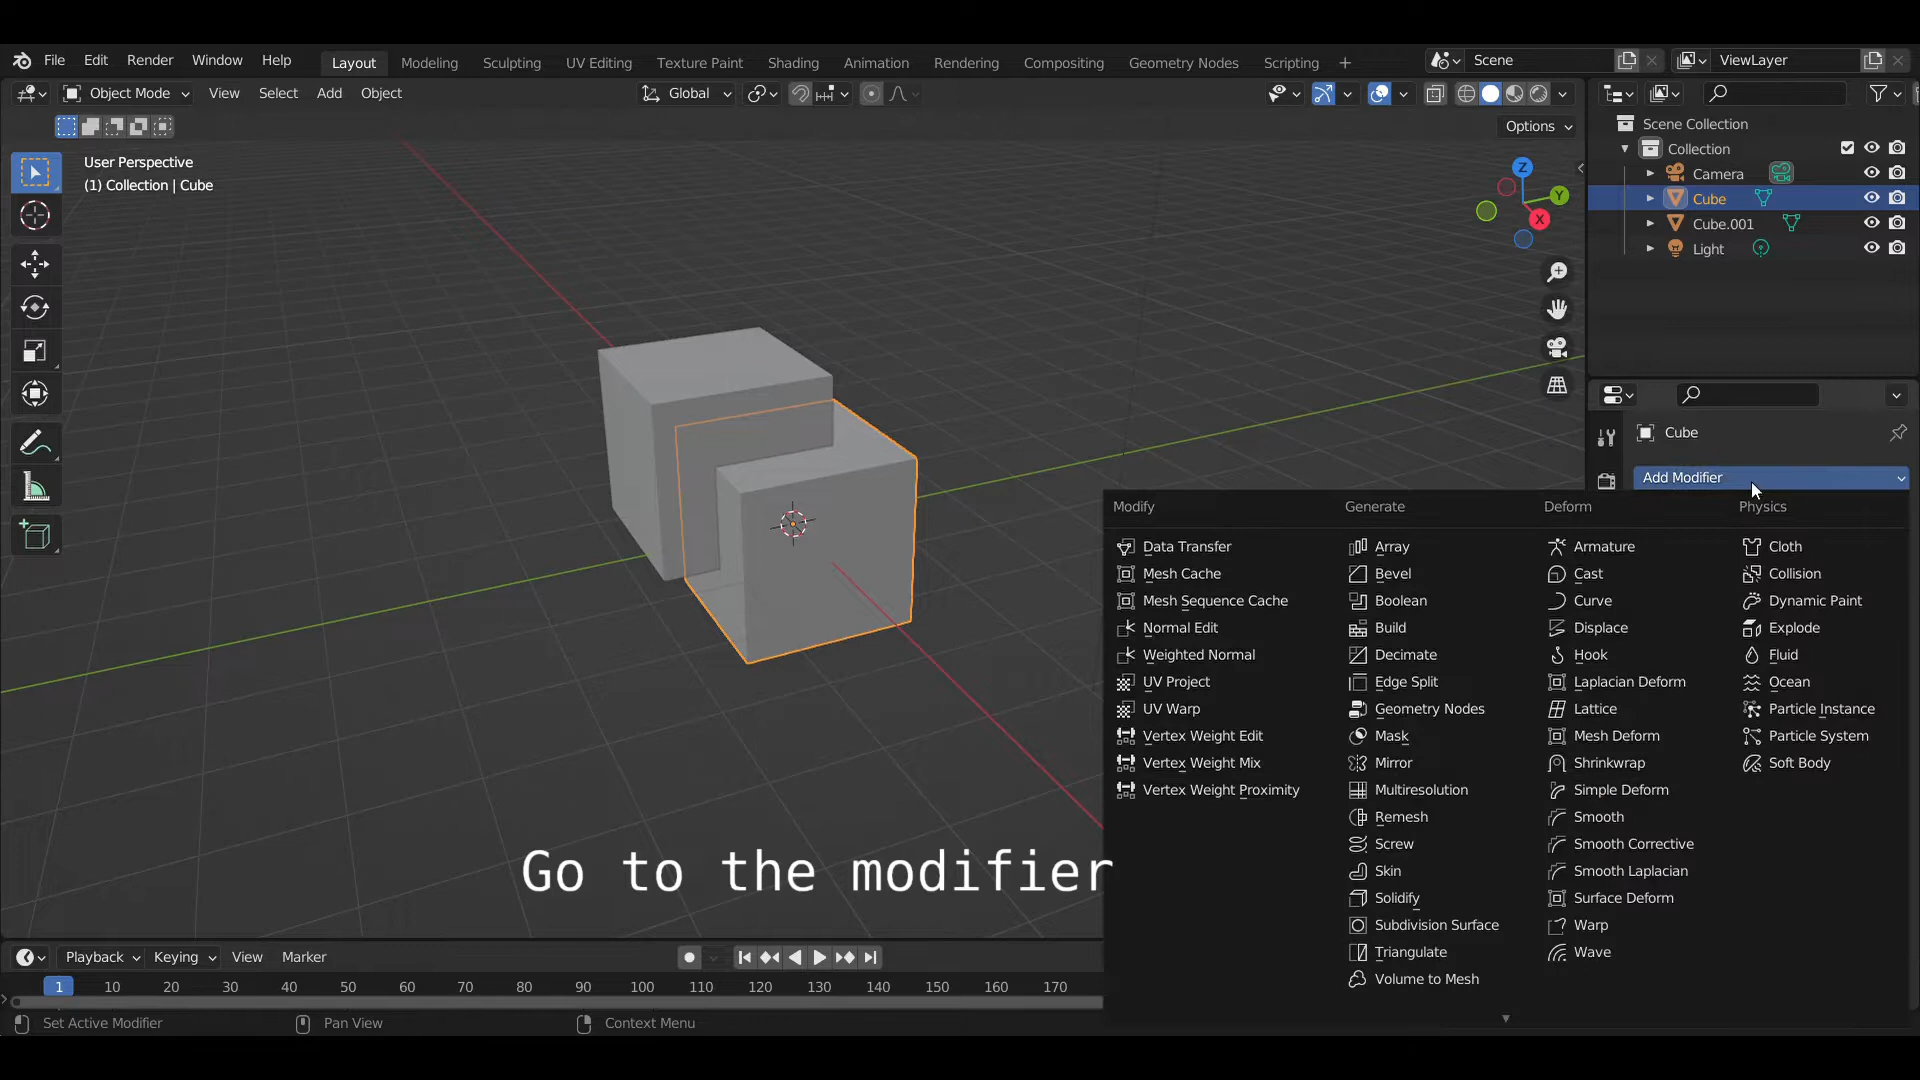 File Edit Render Window Help Layout Modeling Sculpting UV Editing Texture Paint Shading Animation Rendering Compositing Geometry Nodes Scripting + Scene ViewLayer
Object Mode View Select Add Object Global
Options
User Perspective
(1) Collection | Cube
Z
Y
X
Scene Collection
Collection
Camera
Cube
Cube.001
Light
Cube
Add Modifier
Modify
Data Transfer
Mesh Cache
Mesh Sequence Cache
Normal Edit
Weighted Normal
UV Project
UV Warp
Vertex Weight Edit
Vertex Weight Mix
Vertex Weight Proximity
Generate
Array
Bevel
Boolean
Build
Decimate
Edge Split
Geometry Nodes
Mask
Mirror
Multiresolution
Remesh
Screw
Skin
Solidify
Subdivision Surface
Triangulate
Volume to Mesh
Deform
Armature
Cast
Curve
Displace
Hook
Laplacian Deform
Lattice
Mesh Deform
Shrinkwrap
Simple Deform
Smooth
Smooth Corrective
Smooth Laplacian
Surface Deform
Warp
Wave
Physics
Cloth
Collision
Dynamic Paint
Explode
Fluid
Ocean
Particle Instance
Particle System
Soft Body
Go to the modifier
Playback Keying View Marker
1 10 20 30 40 50 60 70 80 90 100 110 120 130 140 150 160 170
Set Active Modifier Pan View Context Menu